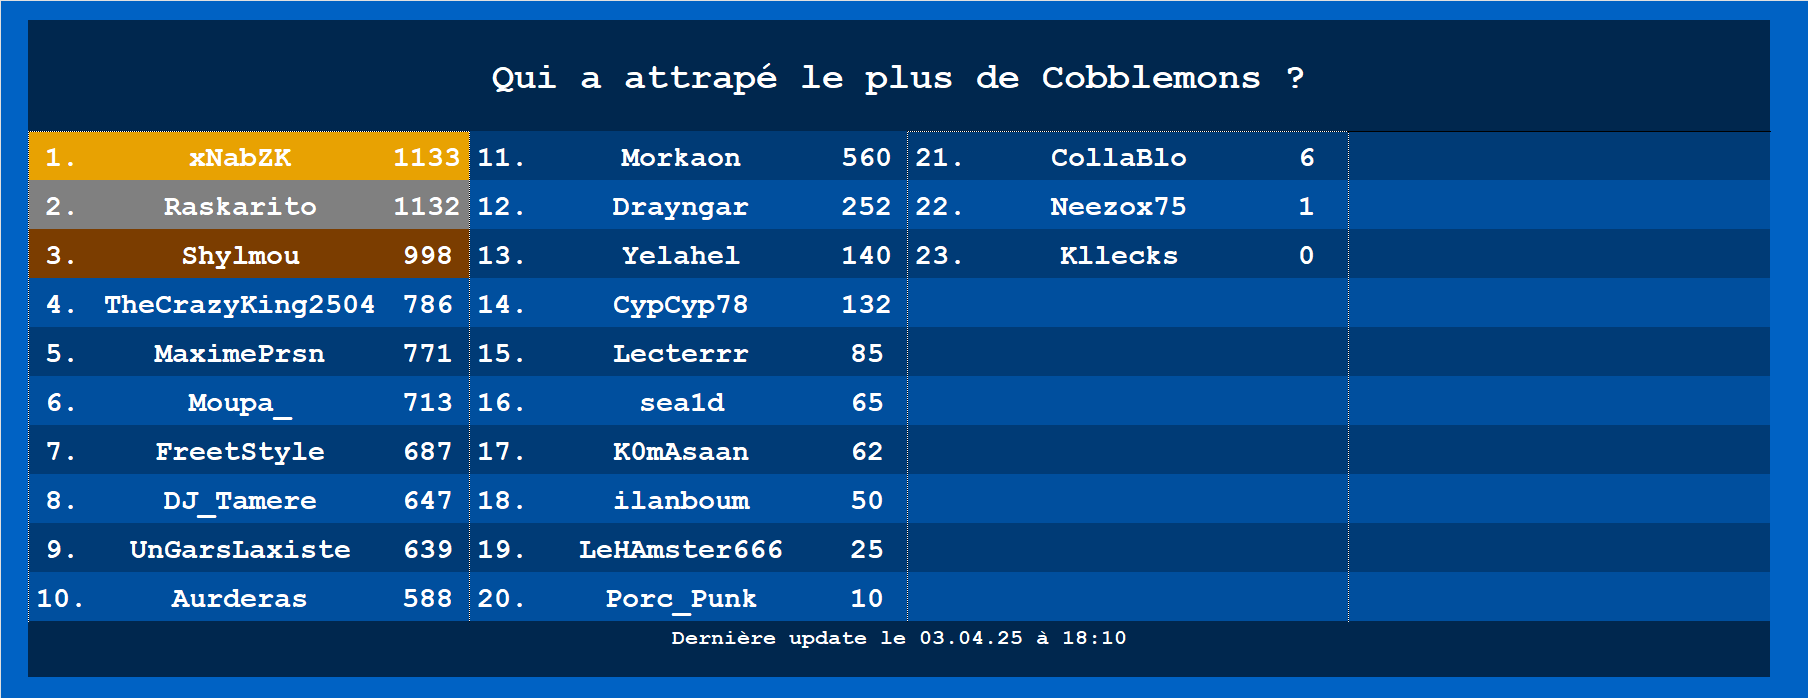 Qui a attrapé le plus de Cobblemons ?
1. xNabZK 1133
2. Raskarito 1132
3. Shylmou 998
4. TheCrazyKing2504 786
5. MaximePrsn 771
6. Moupa_ 713
7. FreetStyle 687
8. DJ_Tamere 647
9. UnGarsLaxiste 639
10. Aurderas 588
11. Morkaon 560
12. Drayngar 252
13. Yelahel 140
14. CypCyp78 132
15. Lecterrr 85
16. sea1d 65
17. K0mAsaan 62
18. ilanboum 50
19. LeHAmster666 25
20. Porc_Punk 10
21. CollaBlo 6
22. Neezox75 1
23. Kllecks 0
Dernière update le 03.04.25 à 18:10